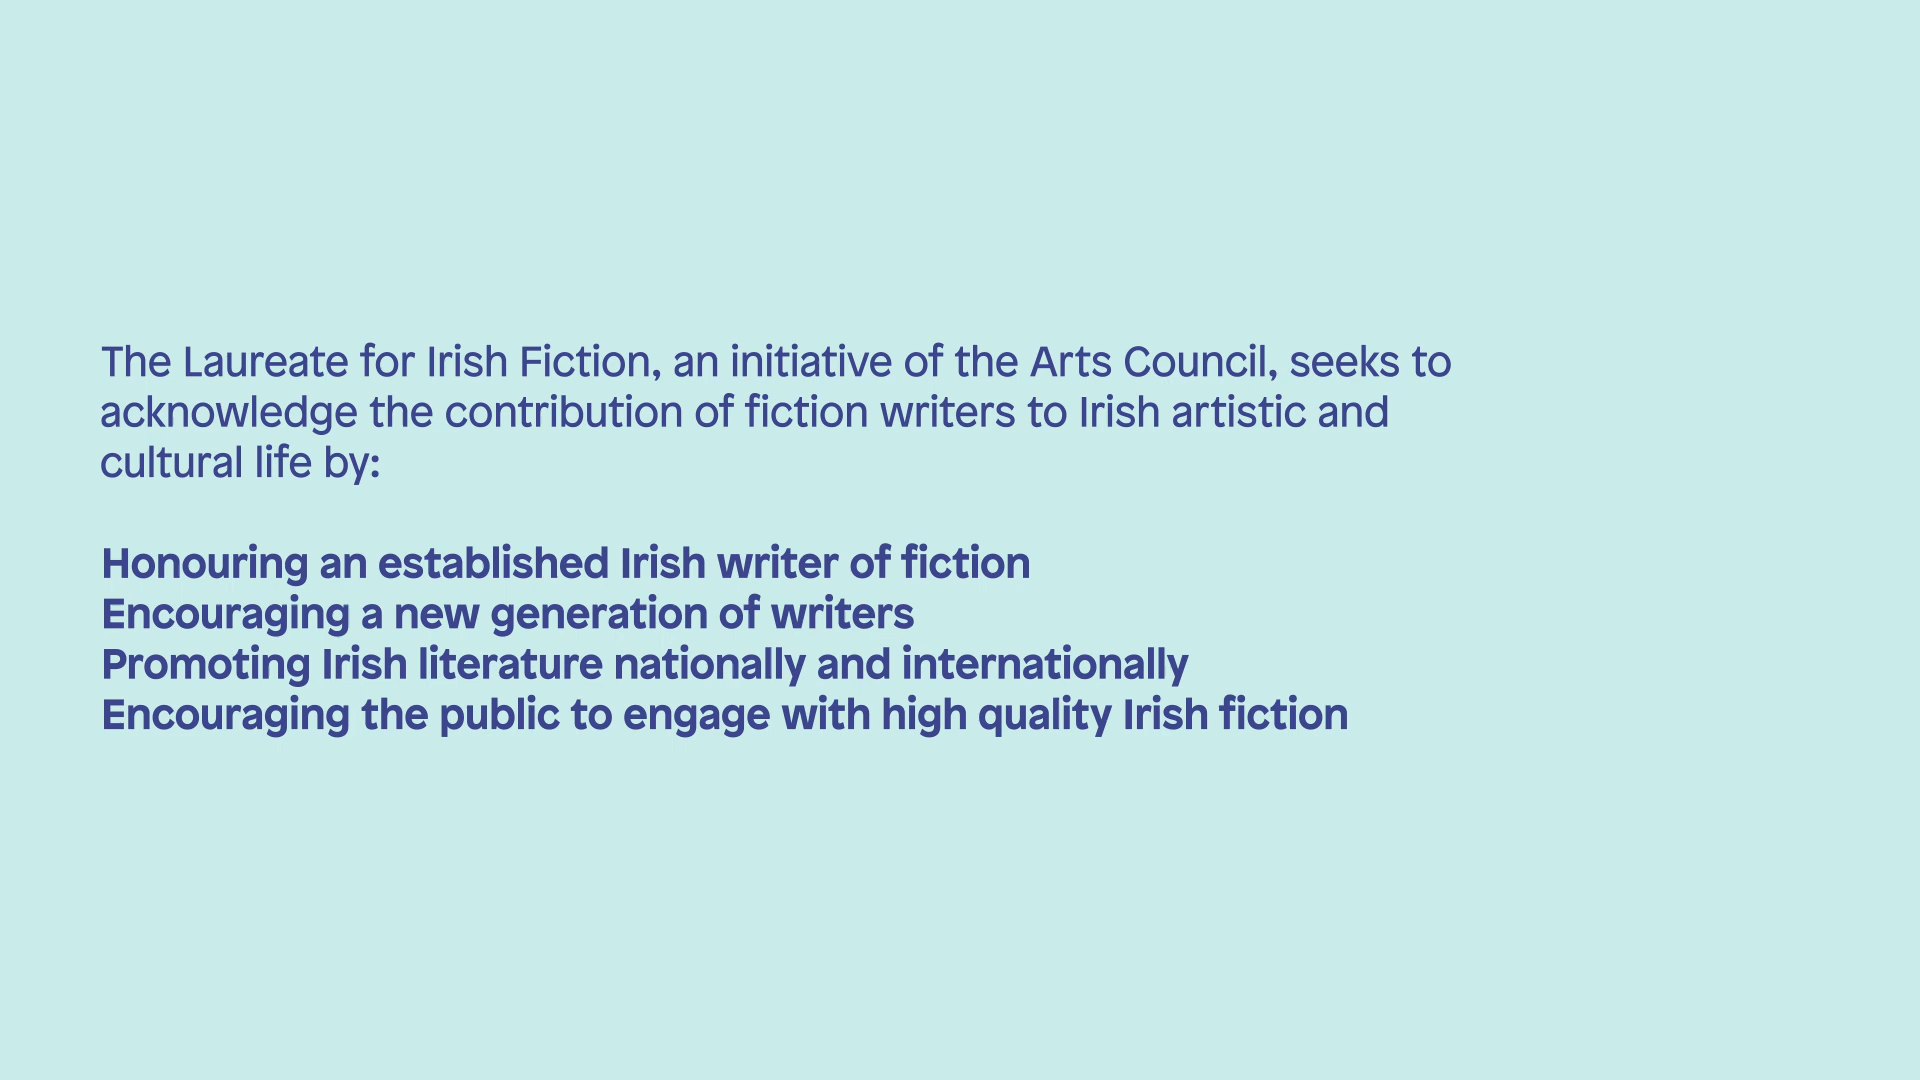 The Laureate for Irish Fiction, an initiative of the Arts Council, seeks to
acknowledge the contribution of fiction writers to Irish artistic and
cultural life by:
Honouring an established Irish writer of fiction
Encouraging a new generation of writers
Promoting Irish literature nationally and internationally
Encouraging the public to engage with high quality Irish fiction